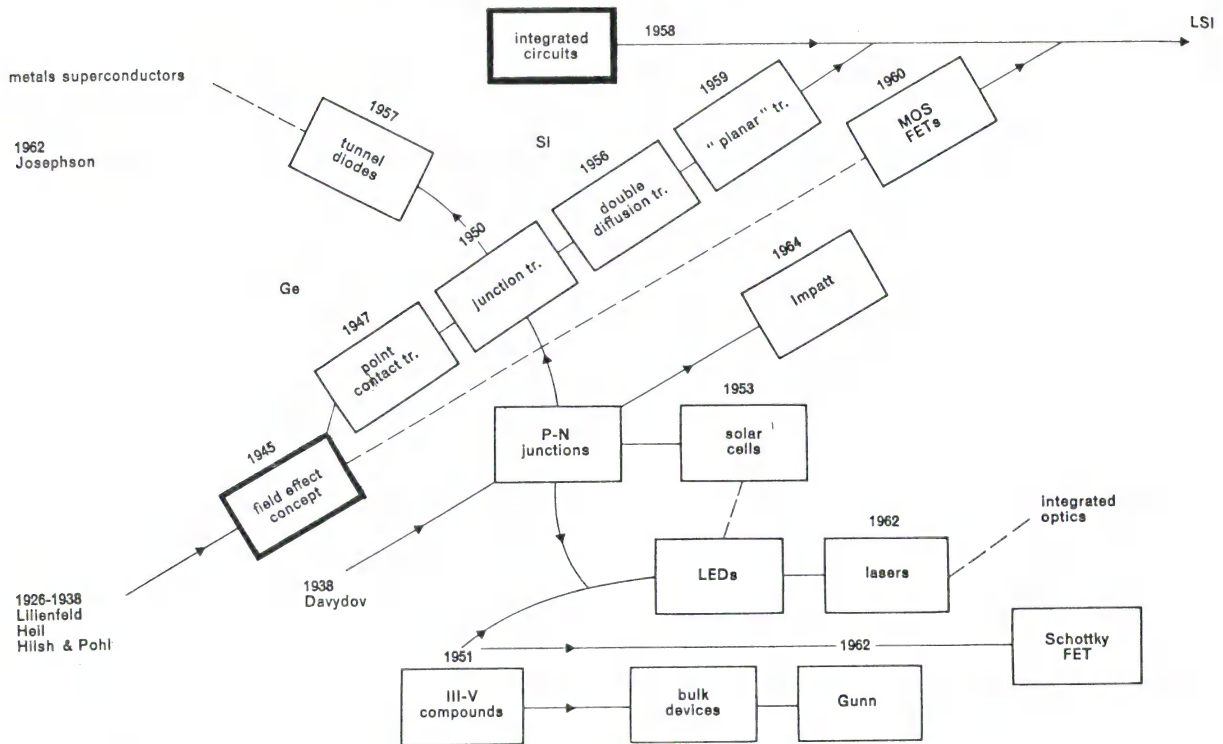 LSI
1958
integrated
circuits
metals superconductors
1957
1959
1960
tunnel
diodes
"planar" tr.
MOS
FETs
1962
Josephson
SI
1956
double
diffusion tr.
1950
junction tr.
1964
Impatt
Ge
1947
point
contact tr.
1953
P-N
junctions
solar
cells
1945
field effect
concept
integrated
optics
1962
LEDs
lasers
1938
Davydov
1926-1938
Lilienfeld
Heil
Hilsh & Pohl
1951
1962
Schottky
FET
III-V
compounds
bulk
devices
Gunn